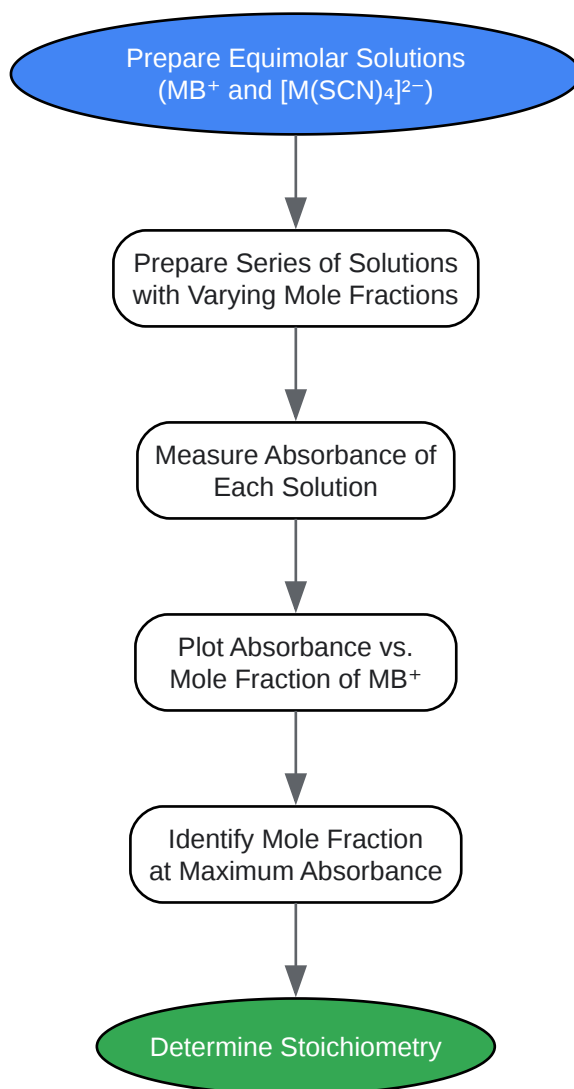 Prepare Equimolar Solutions
(MB⁺ and [M(SCN)₄]²⁻)
Prepare Series of Solutions
with Varying Mole Fractions
Measure Absorbance of
Each Solution
Plot Absorbance vs.
Mole Fraction of MB⁺
Identify Mole Fraction
at Maximum Absorbance
Determine Stoichiometry